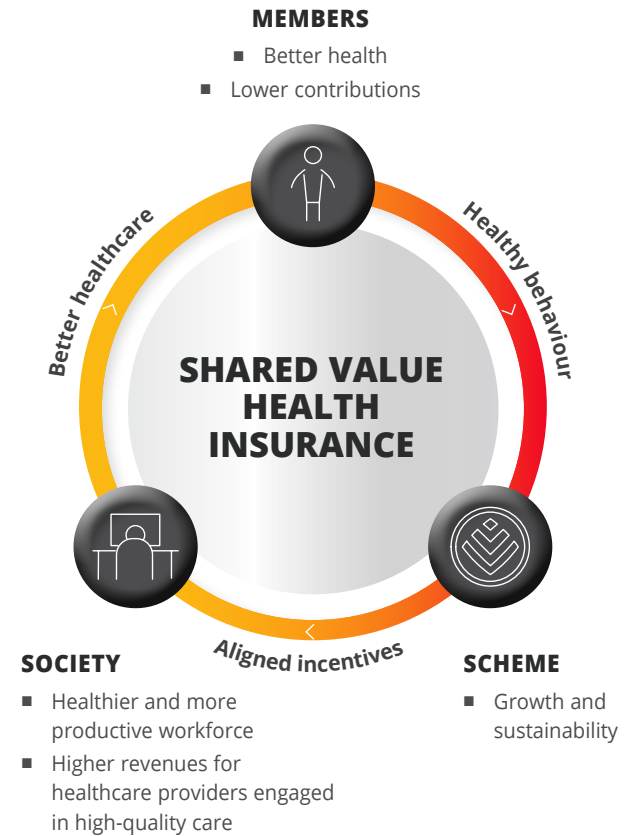 MEMBERS
■ Better health
■ Lower contributions
Better healthcare
Healthy behaviour
SHARED VALUE
HEALTH
INSURANCE
Aligned incentives
SOCIETY
■ Healthier and more
productive workforce
■ Higher revenues for
healthcare providers engaged
in high-quality care
SCHEME
■ Growth and
sustainability